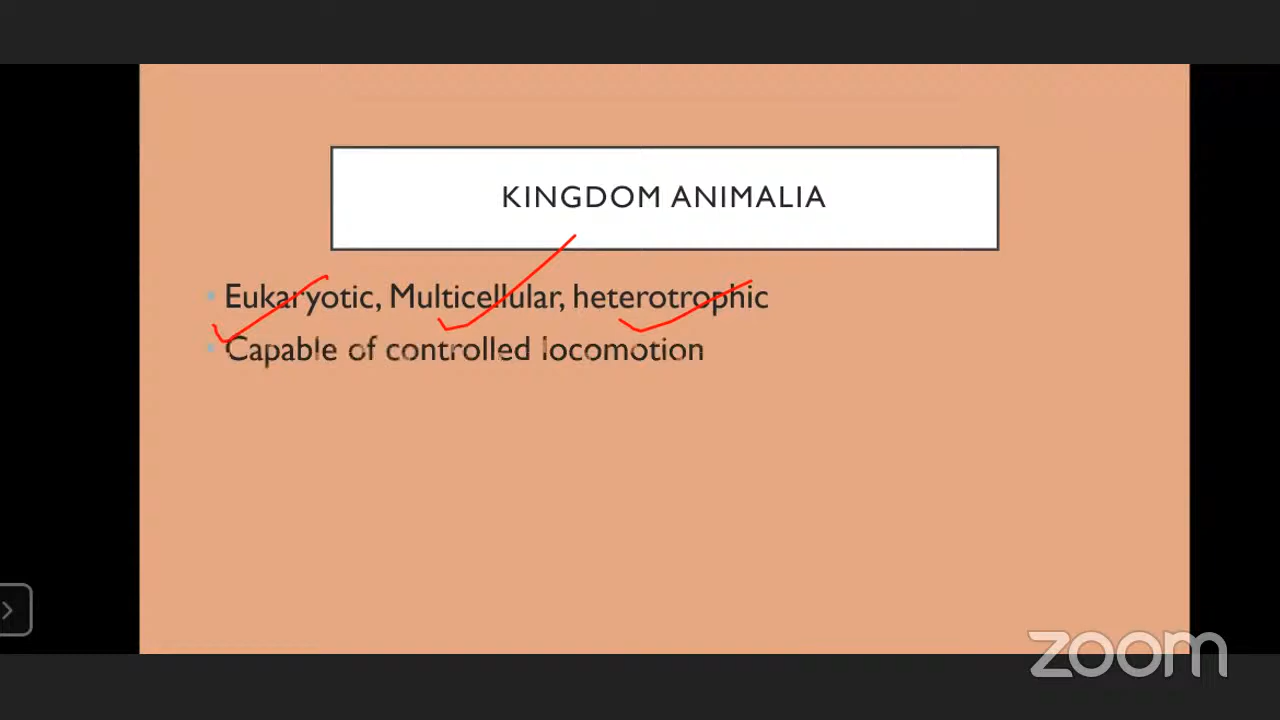 KINGDOM ANIMALIA
• Eukaryotic, Multicellular, heterotrophic
• Capable of controlled locomotion
zoom